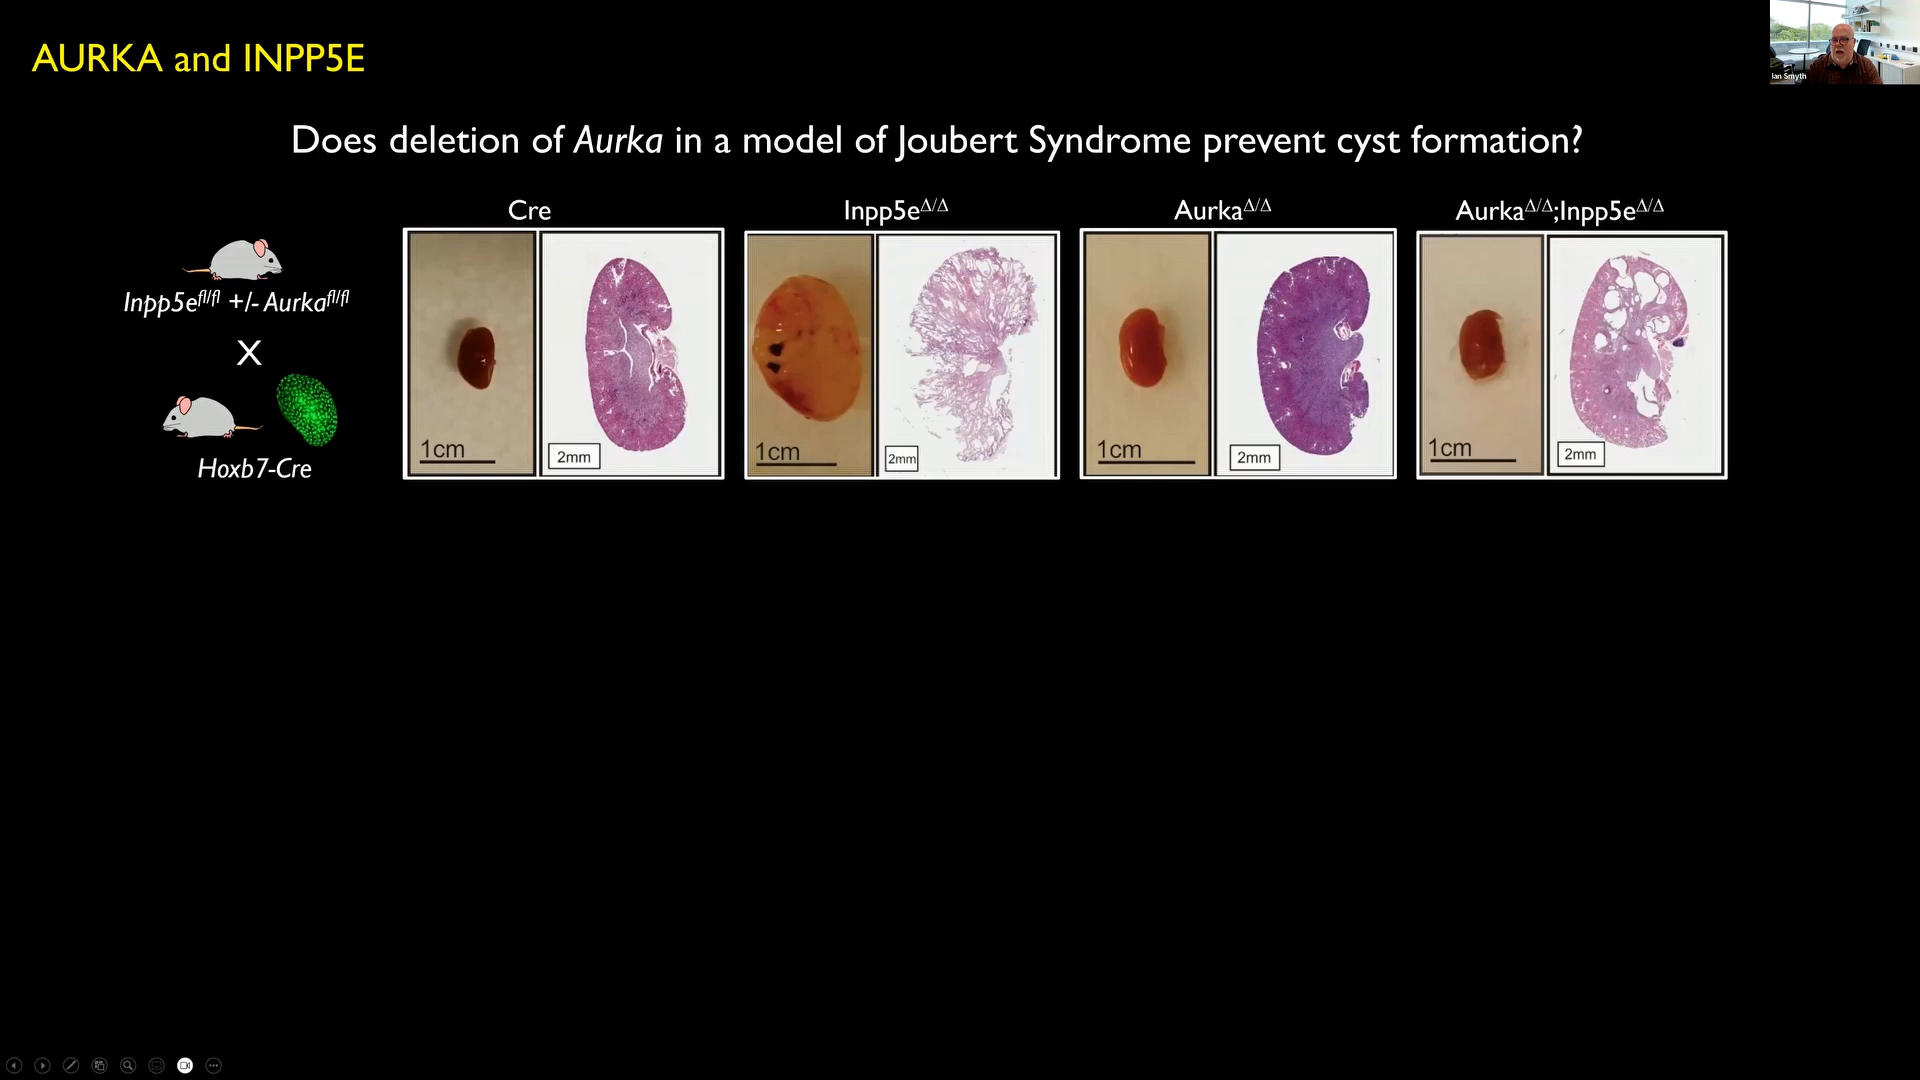 AURKA and INPP5E
Ian Smyth
Does deletion of Aurka in a model of Joubert Syndrome prevent cyst formation?
Cre
Inpp5eΔ/Δ
AurkaΔ/Δ
AurkaΔ/Δ;Inpp5eΔ/Δ
Inpp5efl/fl +/- Aurkafl/fl
X
Hoxb7-Cre
1cm
2mm
1cm
2mm
1cm
2mm
1cm
2mm